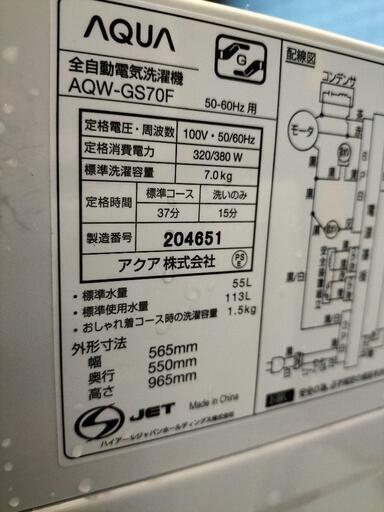 AQUA
全自動電気洗濯機
AQW-GS70F
50-60Hz用
定格電圧・周波数 100V・50/60Hz
定格消費電力 320/380W
標準洗濯容量 7.0kg
定格時間 標準コース 洗いのみ
37分 15分
製造番号 204651
アクア株式会社 PSE
・標準水量 55L
・標準使用水量 113L
・おしゃれ着コース時の洗濯容量 1.5kg
外形寸法
幅 565mm
奥行 550mm
高さ 965mm
JET Made in China
ハイアールジャパンホールディングス株式会社
配線図
コンデンサ
モータ